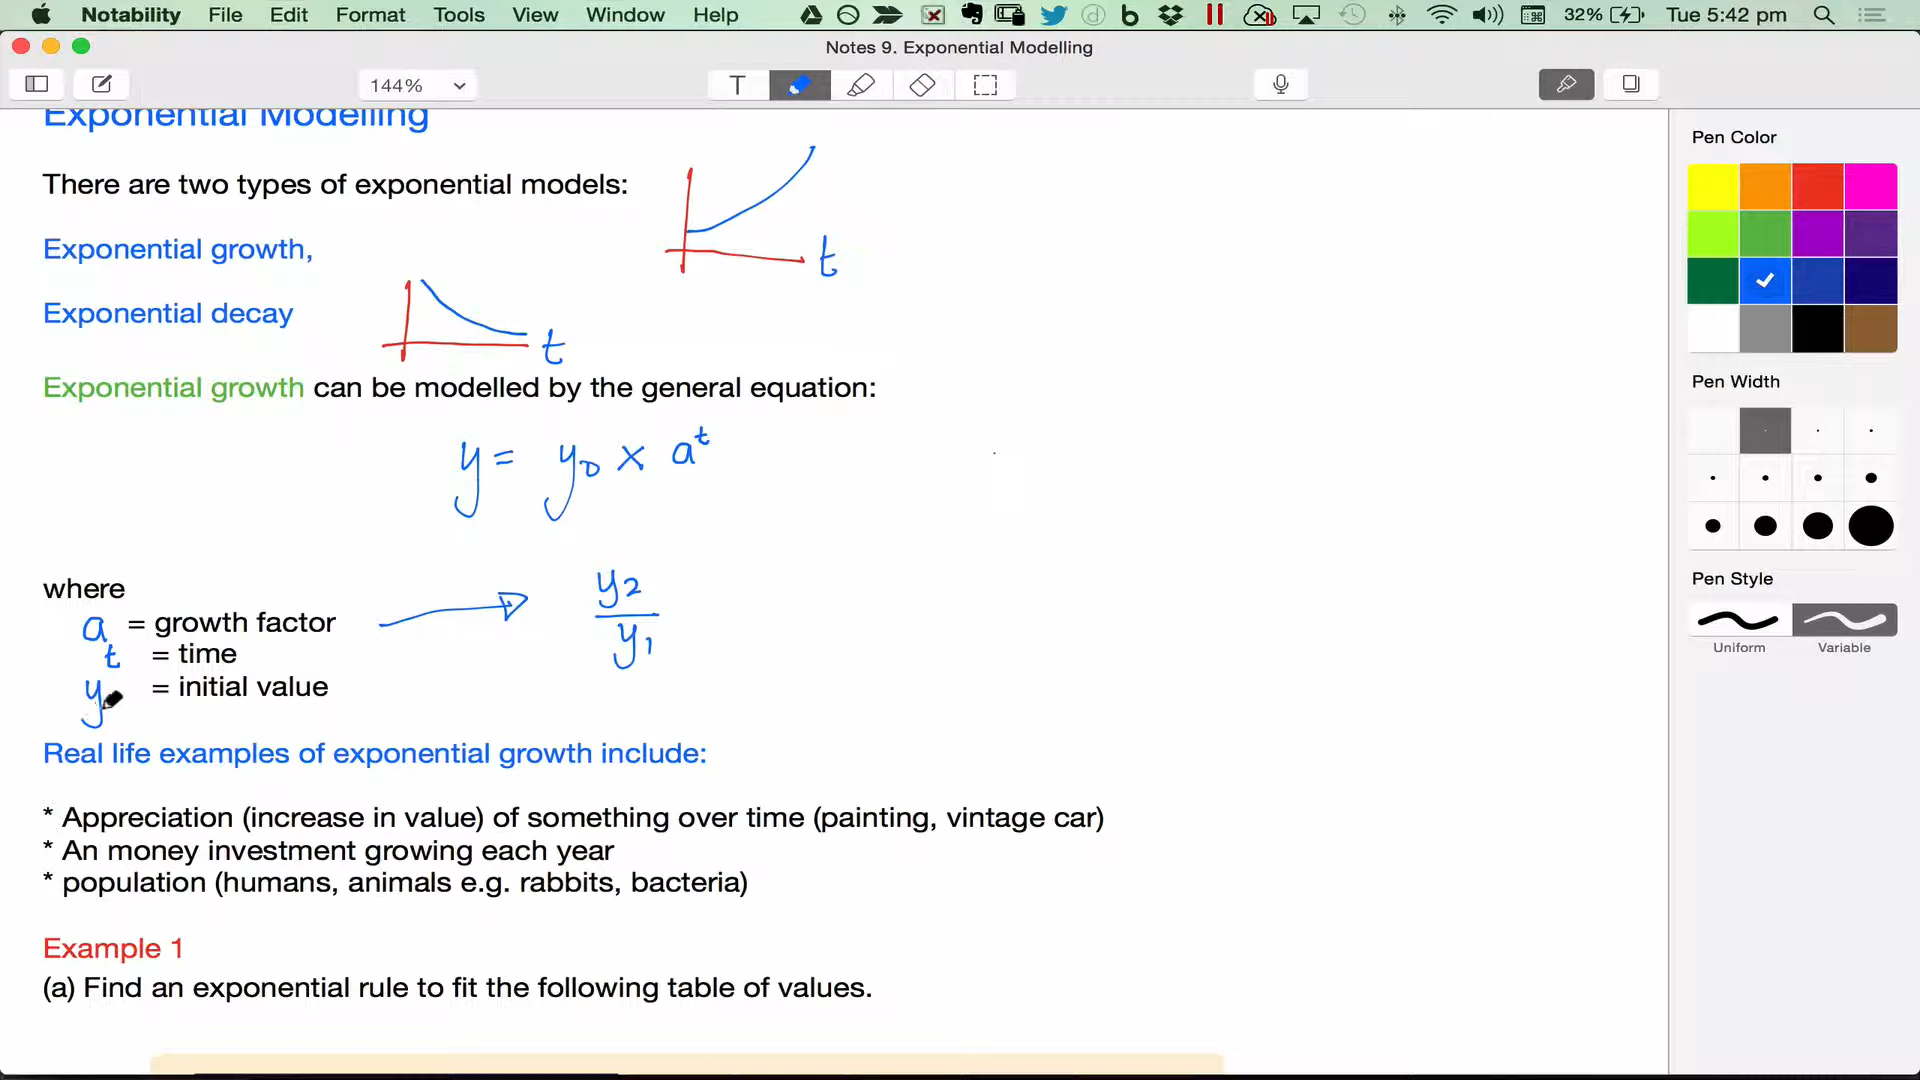 Notability File Edit Format Tools View Window Help 32% Tue 5:42 pm
Notes 9. Exponential Modelling
144%
T
Exponential Modelling
There are two types of exponential models:
t
Exponential growth,
Exponential decay
t
Exponential growth can be modelled by the general equation:
y = y₀ × aᵗ
where
a = growth factor
t = time
y = initial value
y₂
y₁
Real life examples of exponential growth include:
* Appreciation (increase in value) of something over time (painting, vintage car)
* An money investment growing each year
* population (humans, animals e.g. rabbits, bacteria)
Example 1
(a) Find an exponential rule to fit the following table of values.
Pen Color
Pen Width
Pen Style
Uniform Variable